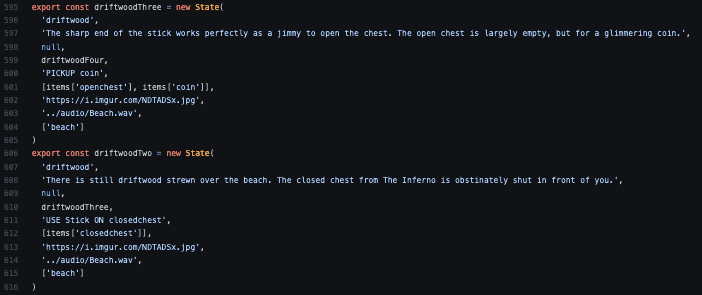 595 export const driftwoodThree = new State(
596 'driftwood',
597 'The sharp end of the stick works perfectly as a jimmy to open the chest. The open chest is largely empty, but for a glimmering coin.',
598 null,
599 driftwoodFour,
600 'PICKUP coin',
601 [items['openchest'], items['coin']],
602 'https://i.imgur.com/NDTADSx.jpg',
603 '../audio/Beach.wav',
604 ['beach']
605 )
606 export const driftwoodTwo = new State(
607 'driftwood',
608 'There is still driftwood strewn over the beach. The closed chest from The Inferno is obstinately shut in front of you.',
609 null,
610 driftwoodThree,
611 'USE Stick ON closedchest',
612 [items['closedchest']],
613 'https://i.imgur.com/NDTADSx.jpg',
614 '../audio/Beach.wav',
615 ['beach']
616 )